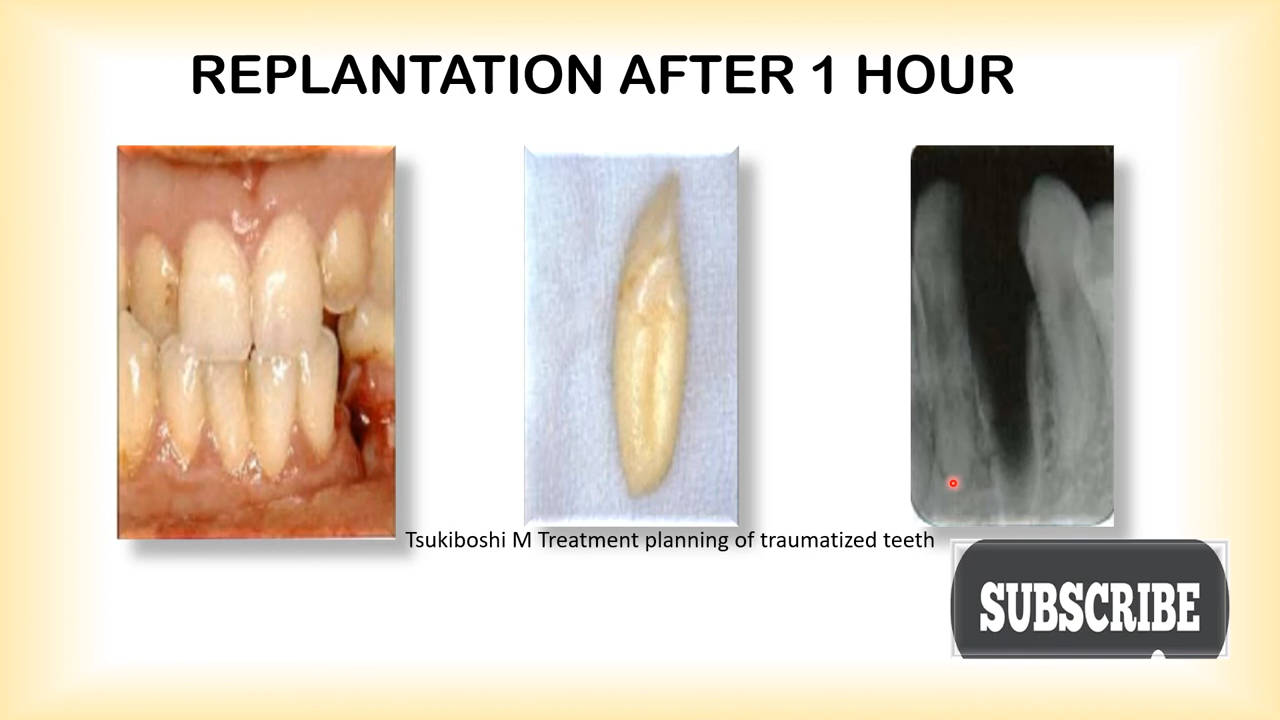 REPLANTATION AFTER 1 HOUR
Tsukiboshi M Treatment planning of traumatized teeth
SUBSCRIBE